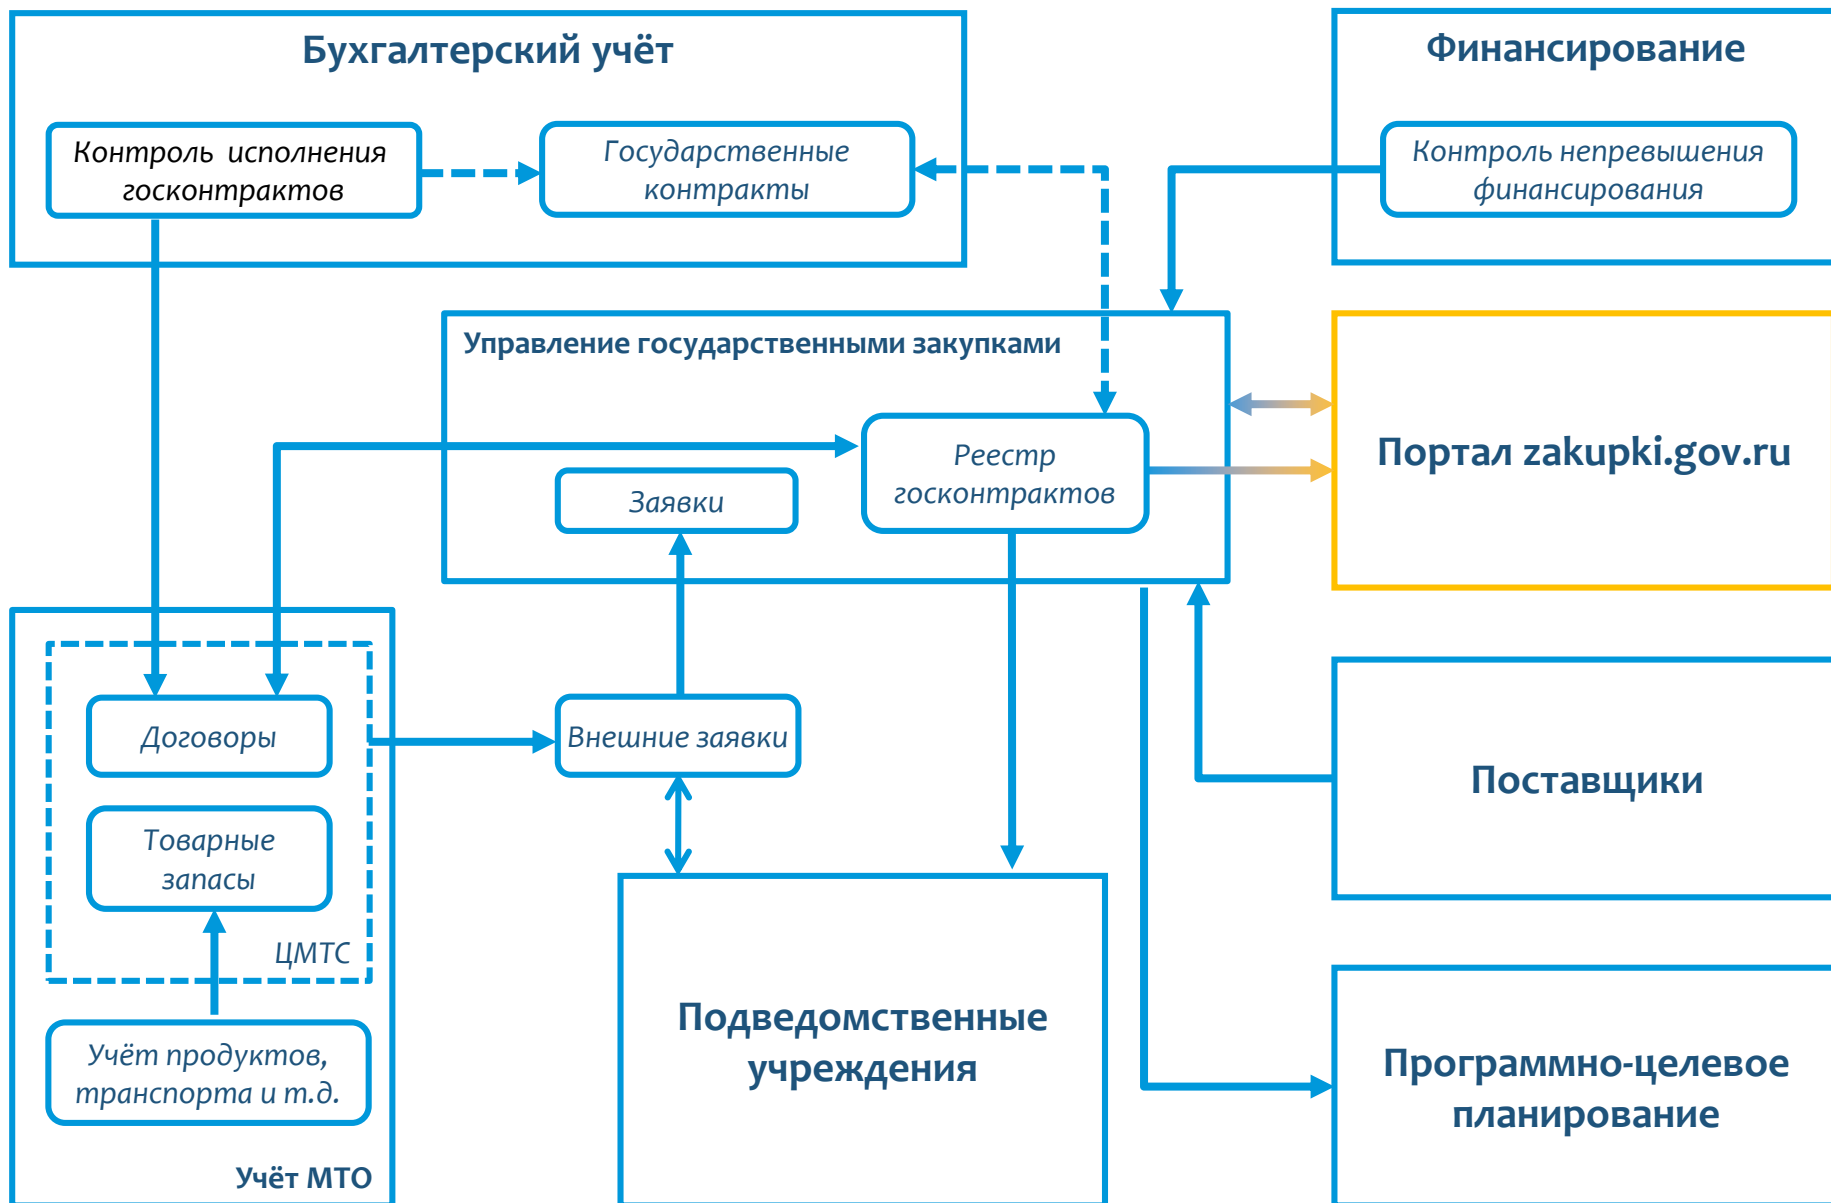 Бухгалтерский учёт
Контроль исполнения
госконтрактов
Государственные
контракты
Финансирование
Контроль непревышения
финансирования
Управление государственными закупками
Реестр
госконтрактов
Заявки
Портал zakupki.gov.ru
Договоры
Внешние заявки
Поставщики
Товарные
запасы
ЦМТС
Учёт продуктов,
транспорта и т.д.
Учёт МТО
Подведомственные
учреждения
Программно-целевое
планирование